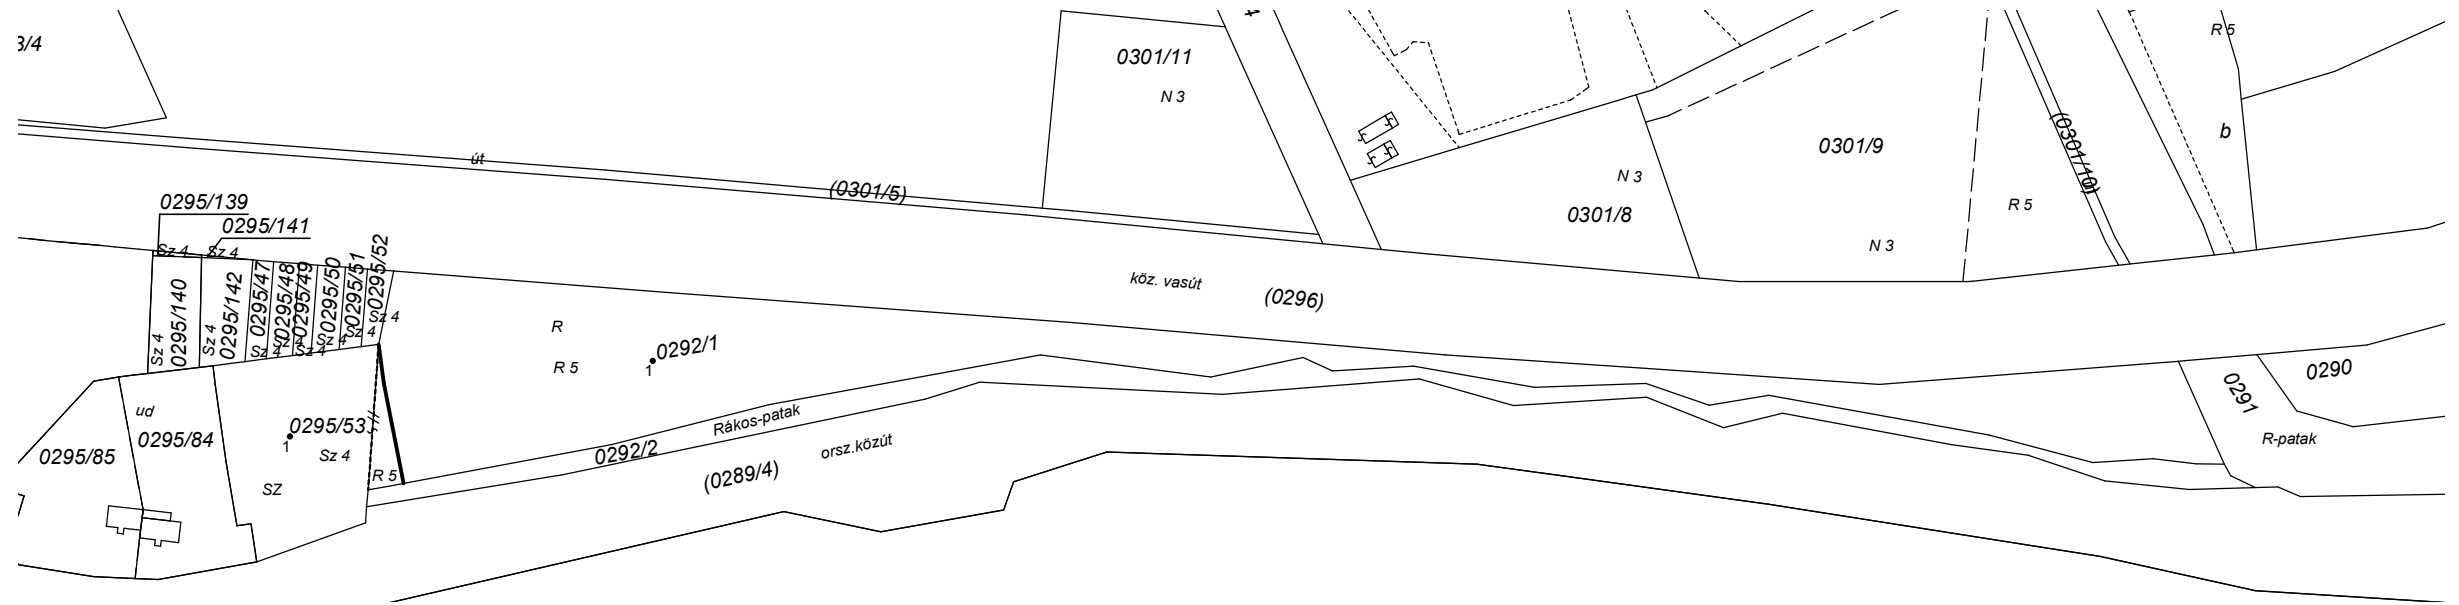 3/4
R 5
0301/11
N 3
b
0301/9
(0301/10)
út
N 3
(0301/5)
R 5
0301/8
N 3
0295/139
0295/141
Sz 4
Sz 4
0295/140
Sz 4
0295/142
Sz 4
0295/47
Sz 4
0295/48
Sz 4
0295/49
Sz 4
0295/50
Sz 4
0295/51
Sz 4
0295/52
Sz 4
köz. vasút
(0296)
R
R 5
0292/1
1
0290
0291
R-patak
ud
0295/84
0295/85
0295/53
1
Sz 4
SZ
R 5
Rákos-patak
0292/2
orsz.közút
(0289/4)